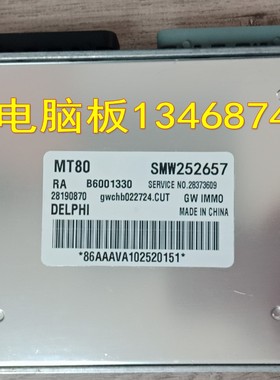 电脑板1346874
MT80 SMW252657
RA B6001330 SERVICE NO.28373609
28190870 gwchb022724.CUT GW IMMO
DELPHI MADE IN CHINA
*86AAAVA102520151*